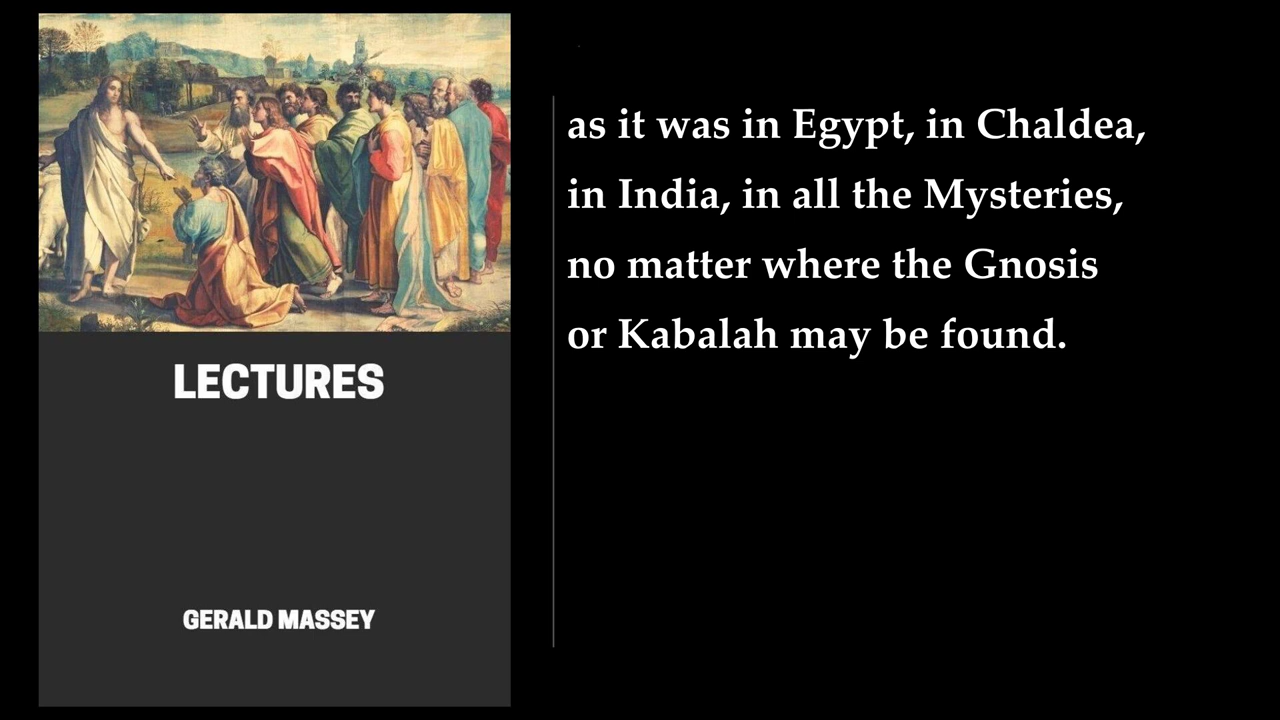 LECTURES
GERALD MASSEY
as it was in Egypt, in Chaldea,
in India, in all the Mysteries,
no matter where the Gnosis
or Kabalah may be found.